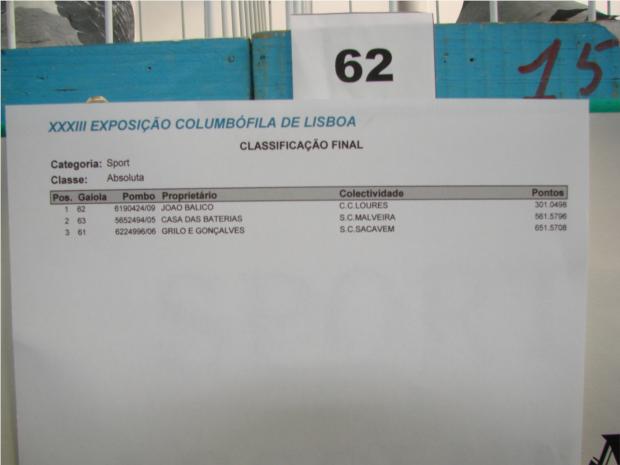 62
15
XXXIII EXPOSIÇÃO COLUMBÓFILA DE LISBOA
CLASSIFICAÇÃO FINAL
Categoria: Sport
Classe: Absoluta
Pos. Gaiola Pombo Proprietário Colectividade Pontos
1 62 6190424/09 JOAO BALICO C.C.LOURES 301.0498
2 63 5652494/05 CASA DAS BATERIAS S.C.MALVEIRA 561.5796
3 61 6224996/06 GRILO E GONÇALVES S.C.SACAVEM 651.5708
SPORT